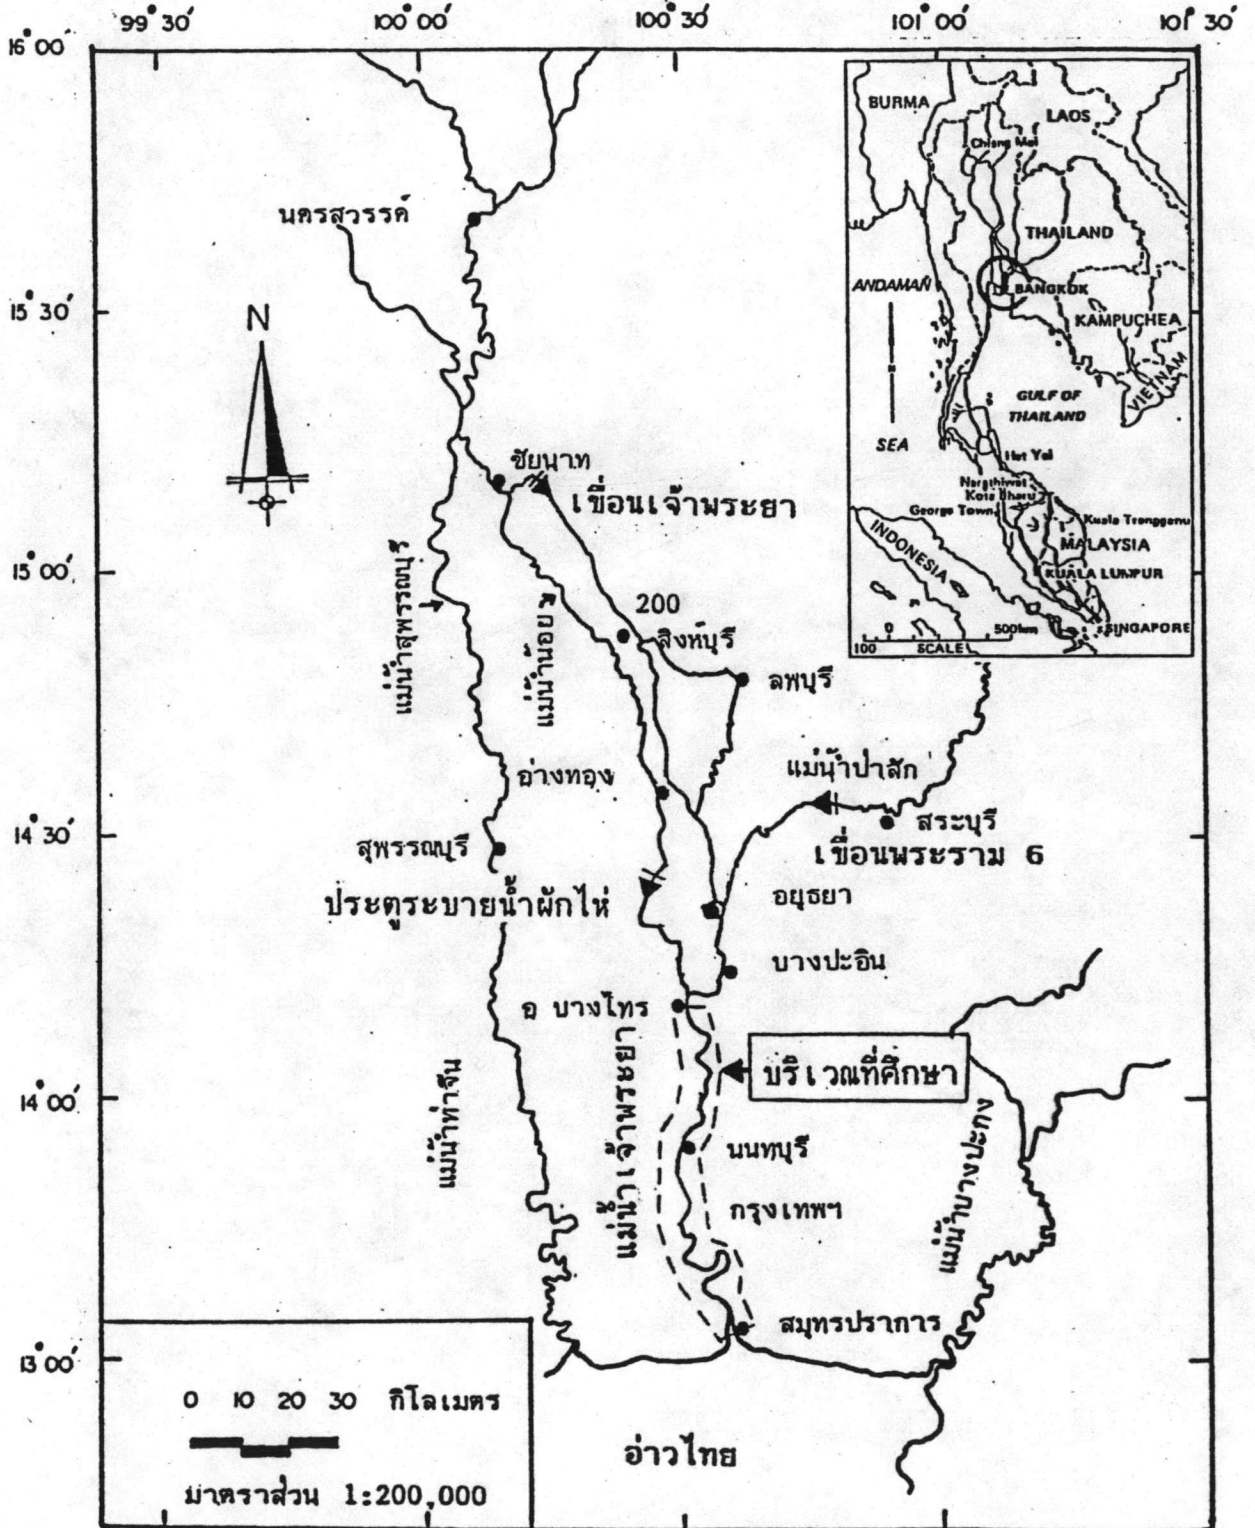 99° 30′
100° 00′
100° 30′
101° 00′
101° 30′
16° 00′
15° 30′
15° 00′
14° 30′
14° 00′
13° 00′
N
นครสวรรค์
ชัยนาท
เขื่อนเจ้าพระยา
200
สิงห์บุรี
ลพบุรี
แม่น้ำน้อย
อ่างทอง
แม่น้ำป่าสัก
สระบุรี
เขื่อนพระราม 6
สุพรรณบุรี
ประตูระบายน้ำผักไห่
อยุธยา
บางปะอิน
อ บางไทร
บริเวณที่ศึกษา
แม่น้ำเจ้าพระยา
แม่น้ำท่าจีน
นนทบุรี
กรุงเทพฯ
แม่น้ำบางปะกง
สมุทรปราการ
อ่าวไทย
0 10 20 30 กิโลเมตร
มาตราส่วน 1:200,000
BURMA
LAOS
Chiang Mai
THAILAND
ANDAMAN
BANGKOK
KAMPUCHEA
VIETNAM
GULF OF
THAILAND
SEA
Hat Yai
Narathiwat
Kota Bharu
George Town
Kuala Trengganu
INDONESIA
MALAYSIA
KUALA LUMPUR
SINGAPORE
100 0 500km
SCALE